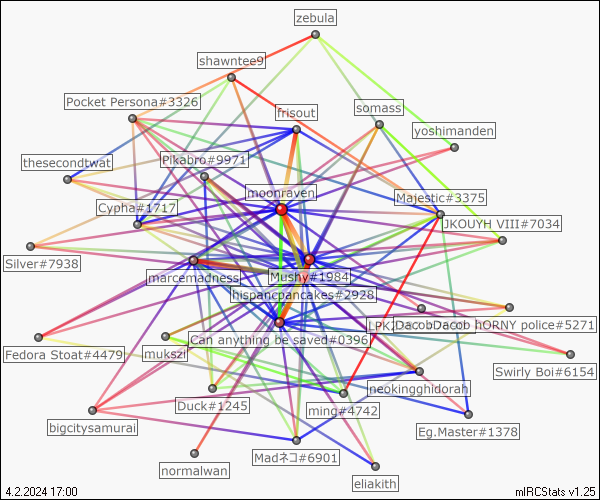 zebula
shawntee9
Pocket Persona#3326
frisout
somass
yoshimanden
thesecondtwat
Pikabro#9971
moonraven
Majestic#3375
Cypha#1717
JKOUYH VIII#7034
Silver#7938
marcemadness
Mushy#1984
hispancpancakes#2928
LPK
DacobDacob hORNY police#5271
Can anything be saved#0396
Fedora Stoat#4479
mukszi
Swirly Boi#6154
neokingghidorah
Duck#1245
ming#4742
bigcitysamurai
Eg.Master#1378
Madネコ#6901
normalwan
eliakith
4.2.2024 17:00
mIRCStats v1.25